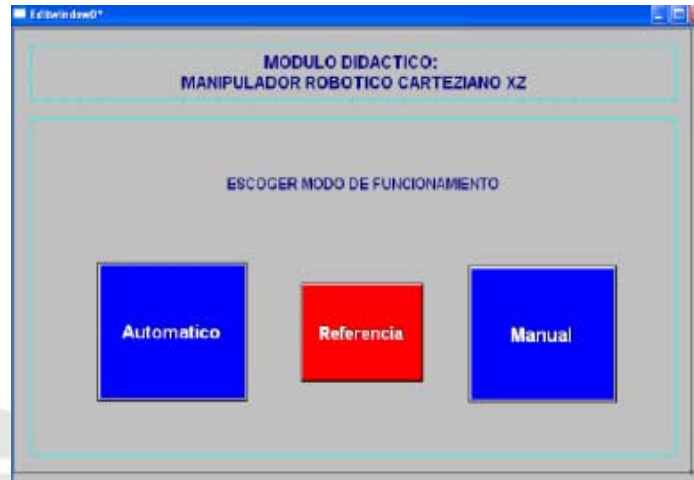 Editwindow0*
MODULO DIDACTICO:
MANIPULADOR ROBOTICO CARTEZIANO XZ
ESCOGER MODO DE FUNCIONAMIENTO
Automatico
Referencia
Manual